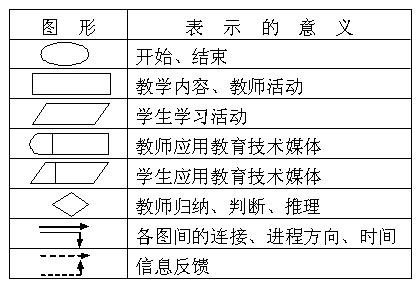 图 形 表 示 的 意 义
开始、结束
教学内容、教师活动
学生学习活动
教师应用教育技术媒体
学生应用教育技术媒体
教师归纳、判断、推理
各图间的连接、进程方向、时间
信息反馈